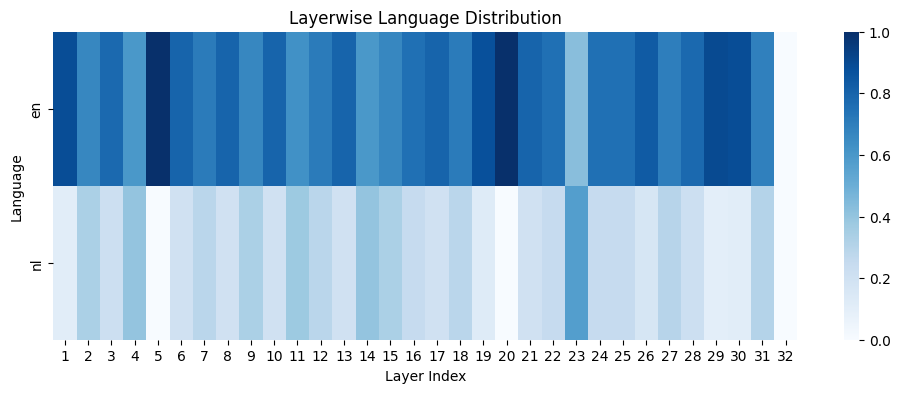 Layerwise Language Distribution
Language
en
nl
1 2 3 4 5 6 7 8 9 10 11 12 13 14 15 16 17 18 19 20 21 22 23 24 25 26 27 28 29 30 31 32
Layer Index
1.0
0.8
0.6
0.4
0.2
0.0